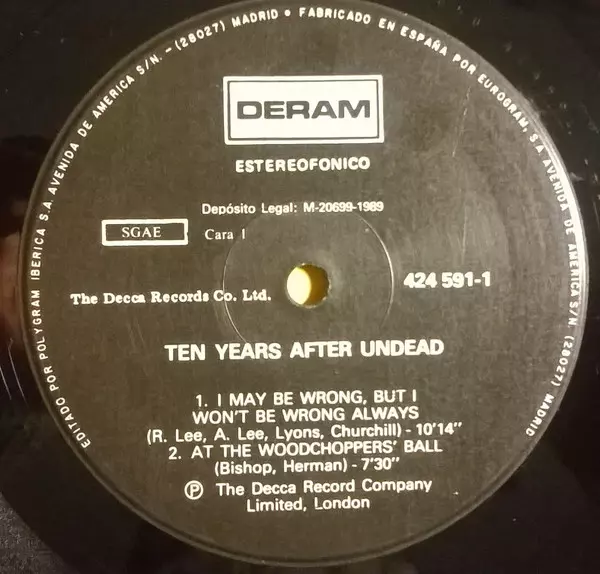 EDITADO POR POLYGRAM IBERICA S.A. AVENIDA DE AMERICA S/N. - (28027) MADRID • FABRICADO EN ESPAÑA POR EUROGRAM, S.A. AVENIDA DE AMERICA S/N. (28027) MADRID
DERAM
ESTEREOFONICO
Depósito Legal: M-20699-1989
SGAE Cara 1
424 591-1
The Decca Records Co. Ltd.
TEN YEARS AFTER UNDEAD
1. I MAY BE WRONG, BUT I
WON'T BE WRONG ALWAYS
(R. Lee, A. Lee, Lyons, Churchill) - 10'14"
2. AT THE WOODCHOPPERS' BALL
(Bishop, Herman) - 7'30"
Ⓟ The Decca Record Company
Limited, London